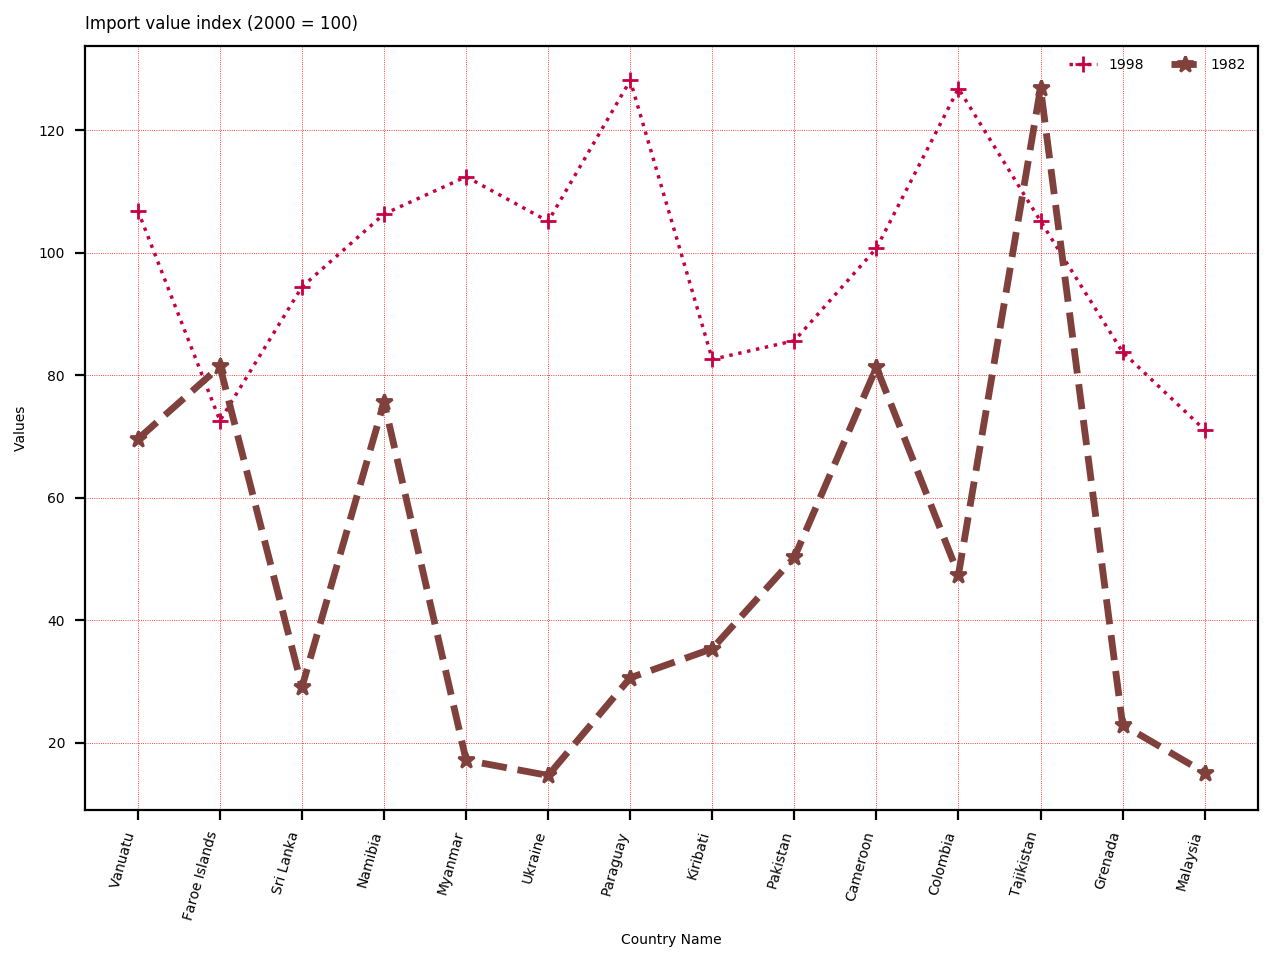 Import value index (2000 = 100)
1998
1982
120
100
80
60
40
20
Values
Vanuatu
Faroe Islands
Sri Lanka
Namibia
Myanmar
Ukraine
Paraguay
Kiribati
Pakistan
Cameroon
Colombia
Tajikistan
Grenada
Malaysia
Country Name